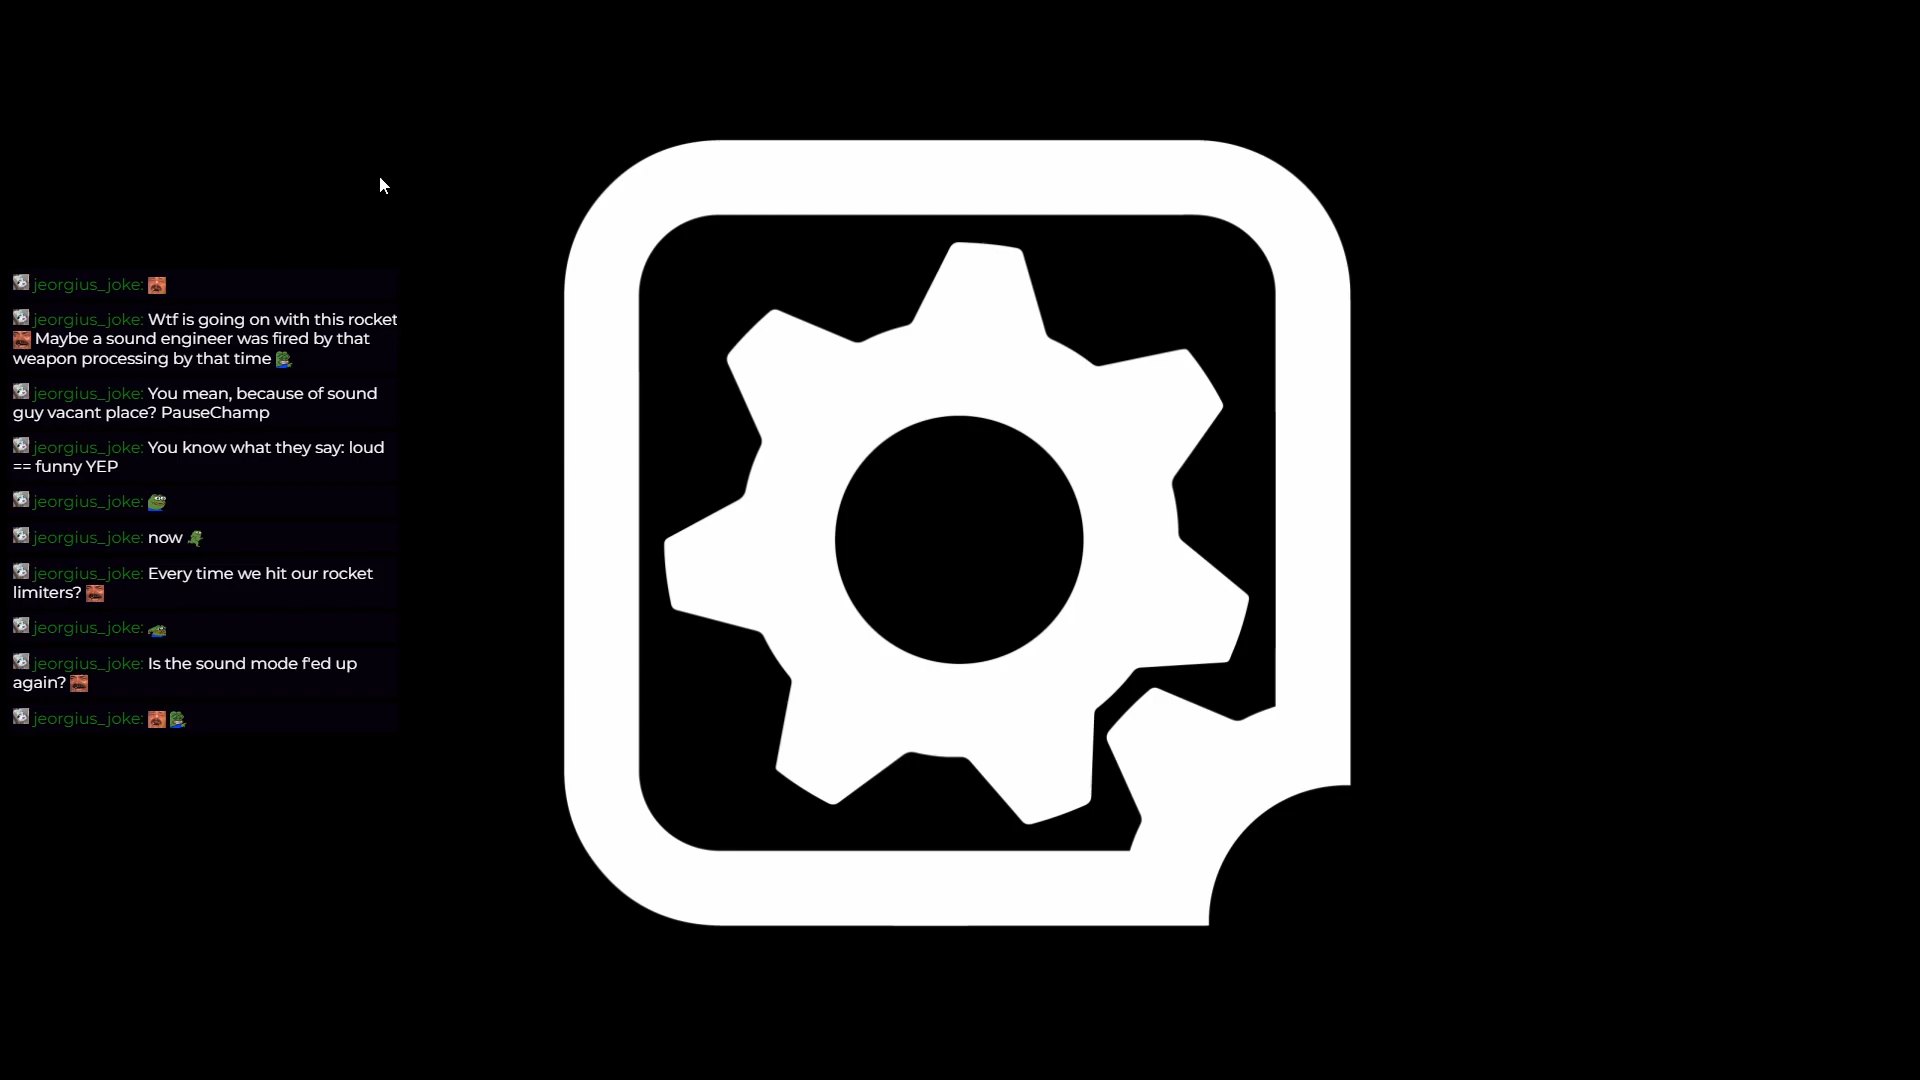 jeorgius_joke:
jeorgius_joke: Wtf is going on with this rocket
Maybe a sound engineer was fired by that
weapon processing by that time
jeorgius_joke: You mean, because of sound
guy vacant place? PauseChamp
jeorgius_joke: You know what they say: loud
== funny YEP
jeorgius_joke:
jeorgius_joke: now
jeorgius_joke: Every time we hit our rocket
limiters?
jeorgius_joke:
jeorgius_joke: Is the sound mode f'ed up
again?
jeorgius_joke: